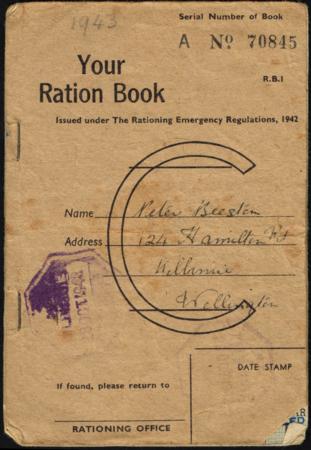 1943
Serial Number of Book
A No 70845
Your
Ration Book
R.B.1
Issued under The Rationing Emergency Regulations, 1942
C
Name Peter Beeston
Address 124 Hamilton Rd
Wellington
If found, please return to
DATE STAMP
RATIONING OFFICE